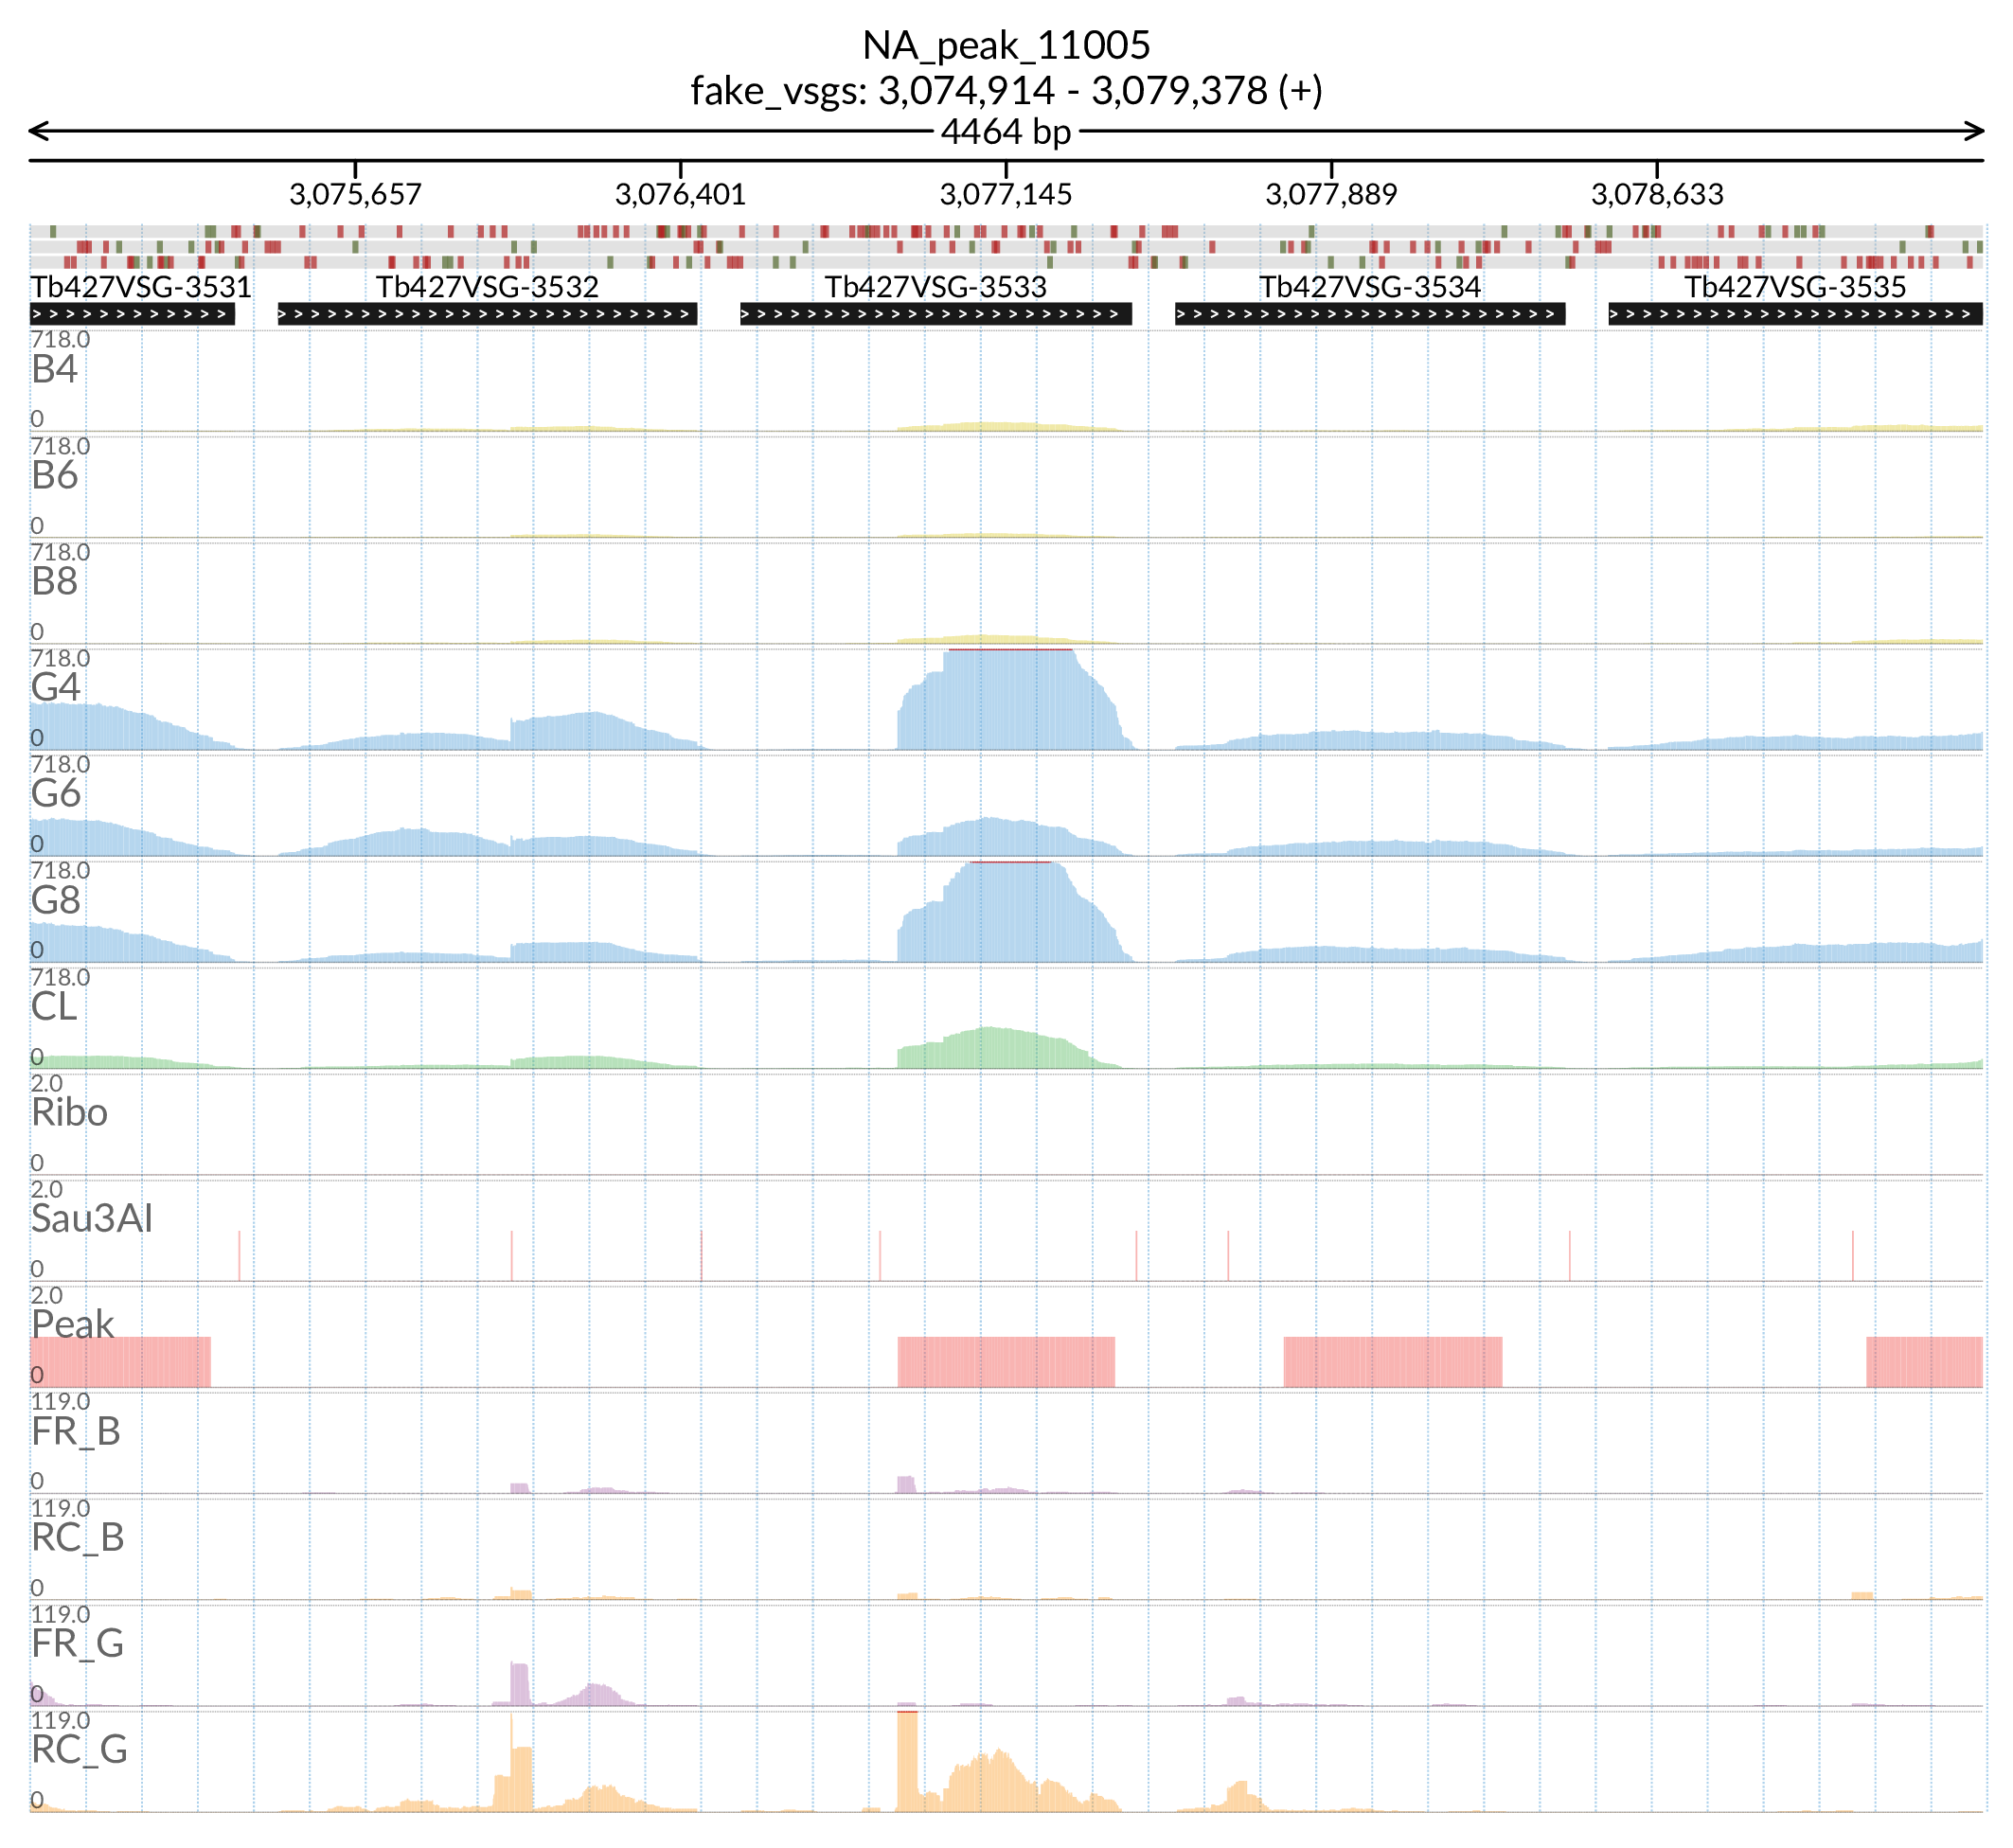 NA_peak_11005
fake_vsgs: 3,074,914 - 3,079,378 (+)
4464 bp
3,075,657 3,076,401 3,077,145 3,077,889 3,078,633
Tb427VSG-3531 Tb427VSG-3532 Tb427VSG-3533 Tb427VSG-3534 Tb427VSG-3535
718.0
B4
0
718.0
B6
0
718.0
B8
0
718.0
G4
0
718.0
G6
0
718.0
G8
0
718.0
CL
0
2.0
Ribo
0
2.0
Sau3AI
0
2.0
Peak
0
119.0
FR_B
0
119.0
RC_B
0
119.0
FR_G
0
119.0
RC_G
0